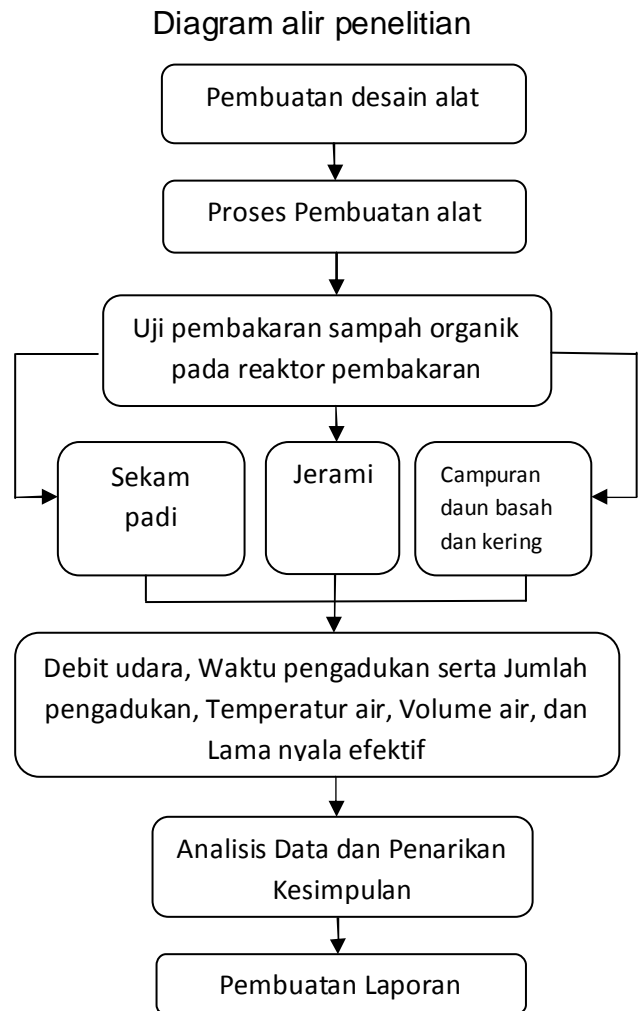 Diagram alir penelitian
Pembuatan desain alat
Proses Pembuatan alat
Uji pembakaran sampah organik
pada reaktor pembakaran
Sekam
padi
Jerami
Campuran
daun basah
dan kering
Debit udara, Waktu pengadukan serta Jumlah
pengadukan, Temperatur air, Volume air, dan
Lama nyala efektif
Analisis Data dan Penarikan
Kesimpulan
Pembuatan Laporan